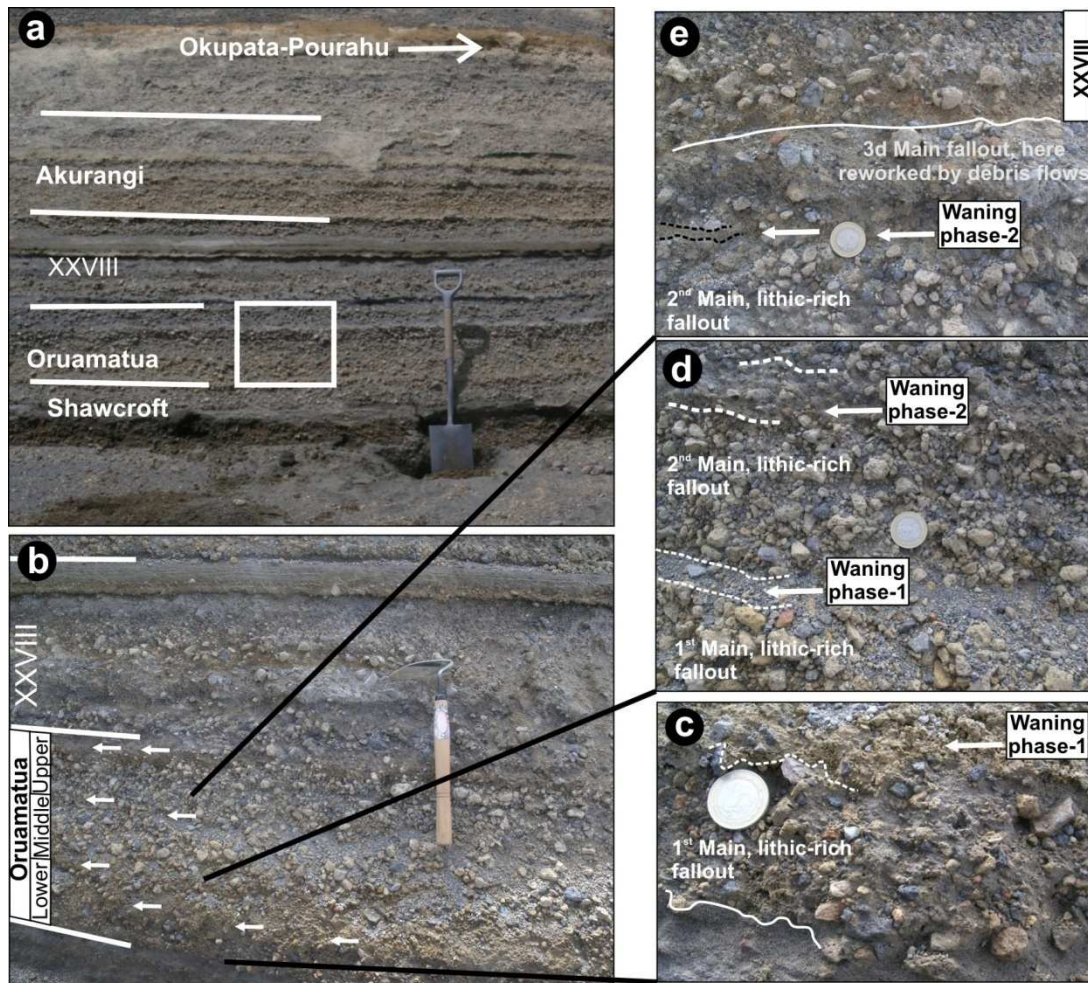 a
Okupata-Pourahu
Akurangi
XXVIII
Oruamatua
Shawcroft
b
XXVIII
Oruamatua
Lower Middle Upper
e
XXVIII
3d Main fallout, here
reworked by debris flows
Waning
phase-2
2nd Main, lithic-rich
fallout
d
Waning
phase-2
2nd Main, lithic-rich
fallout
Waning
phase-1
1st Main, lithic-rich
fallout
c
Waning
phase-1
1st Main, lithic-rich
fallout